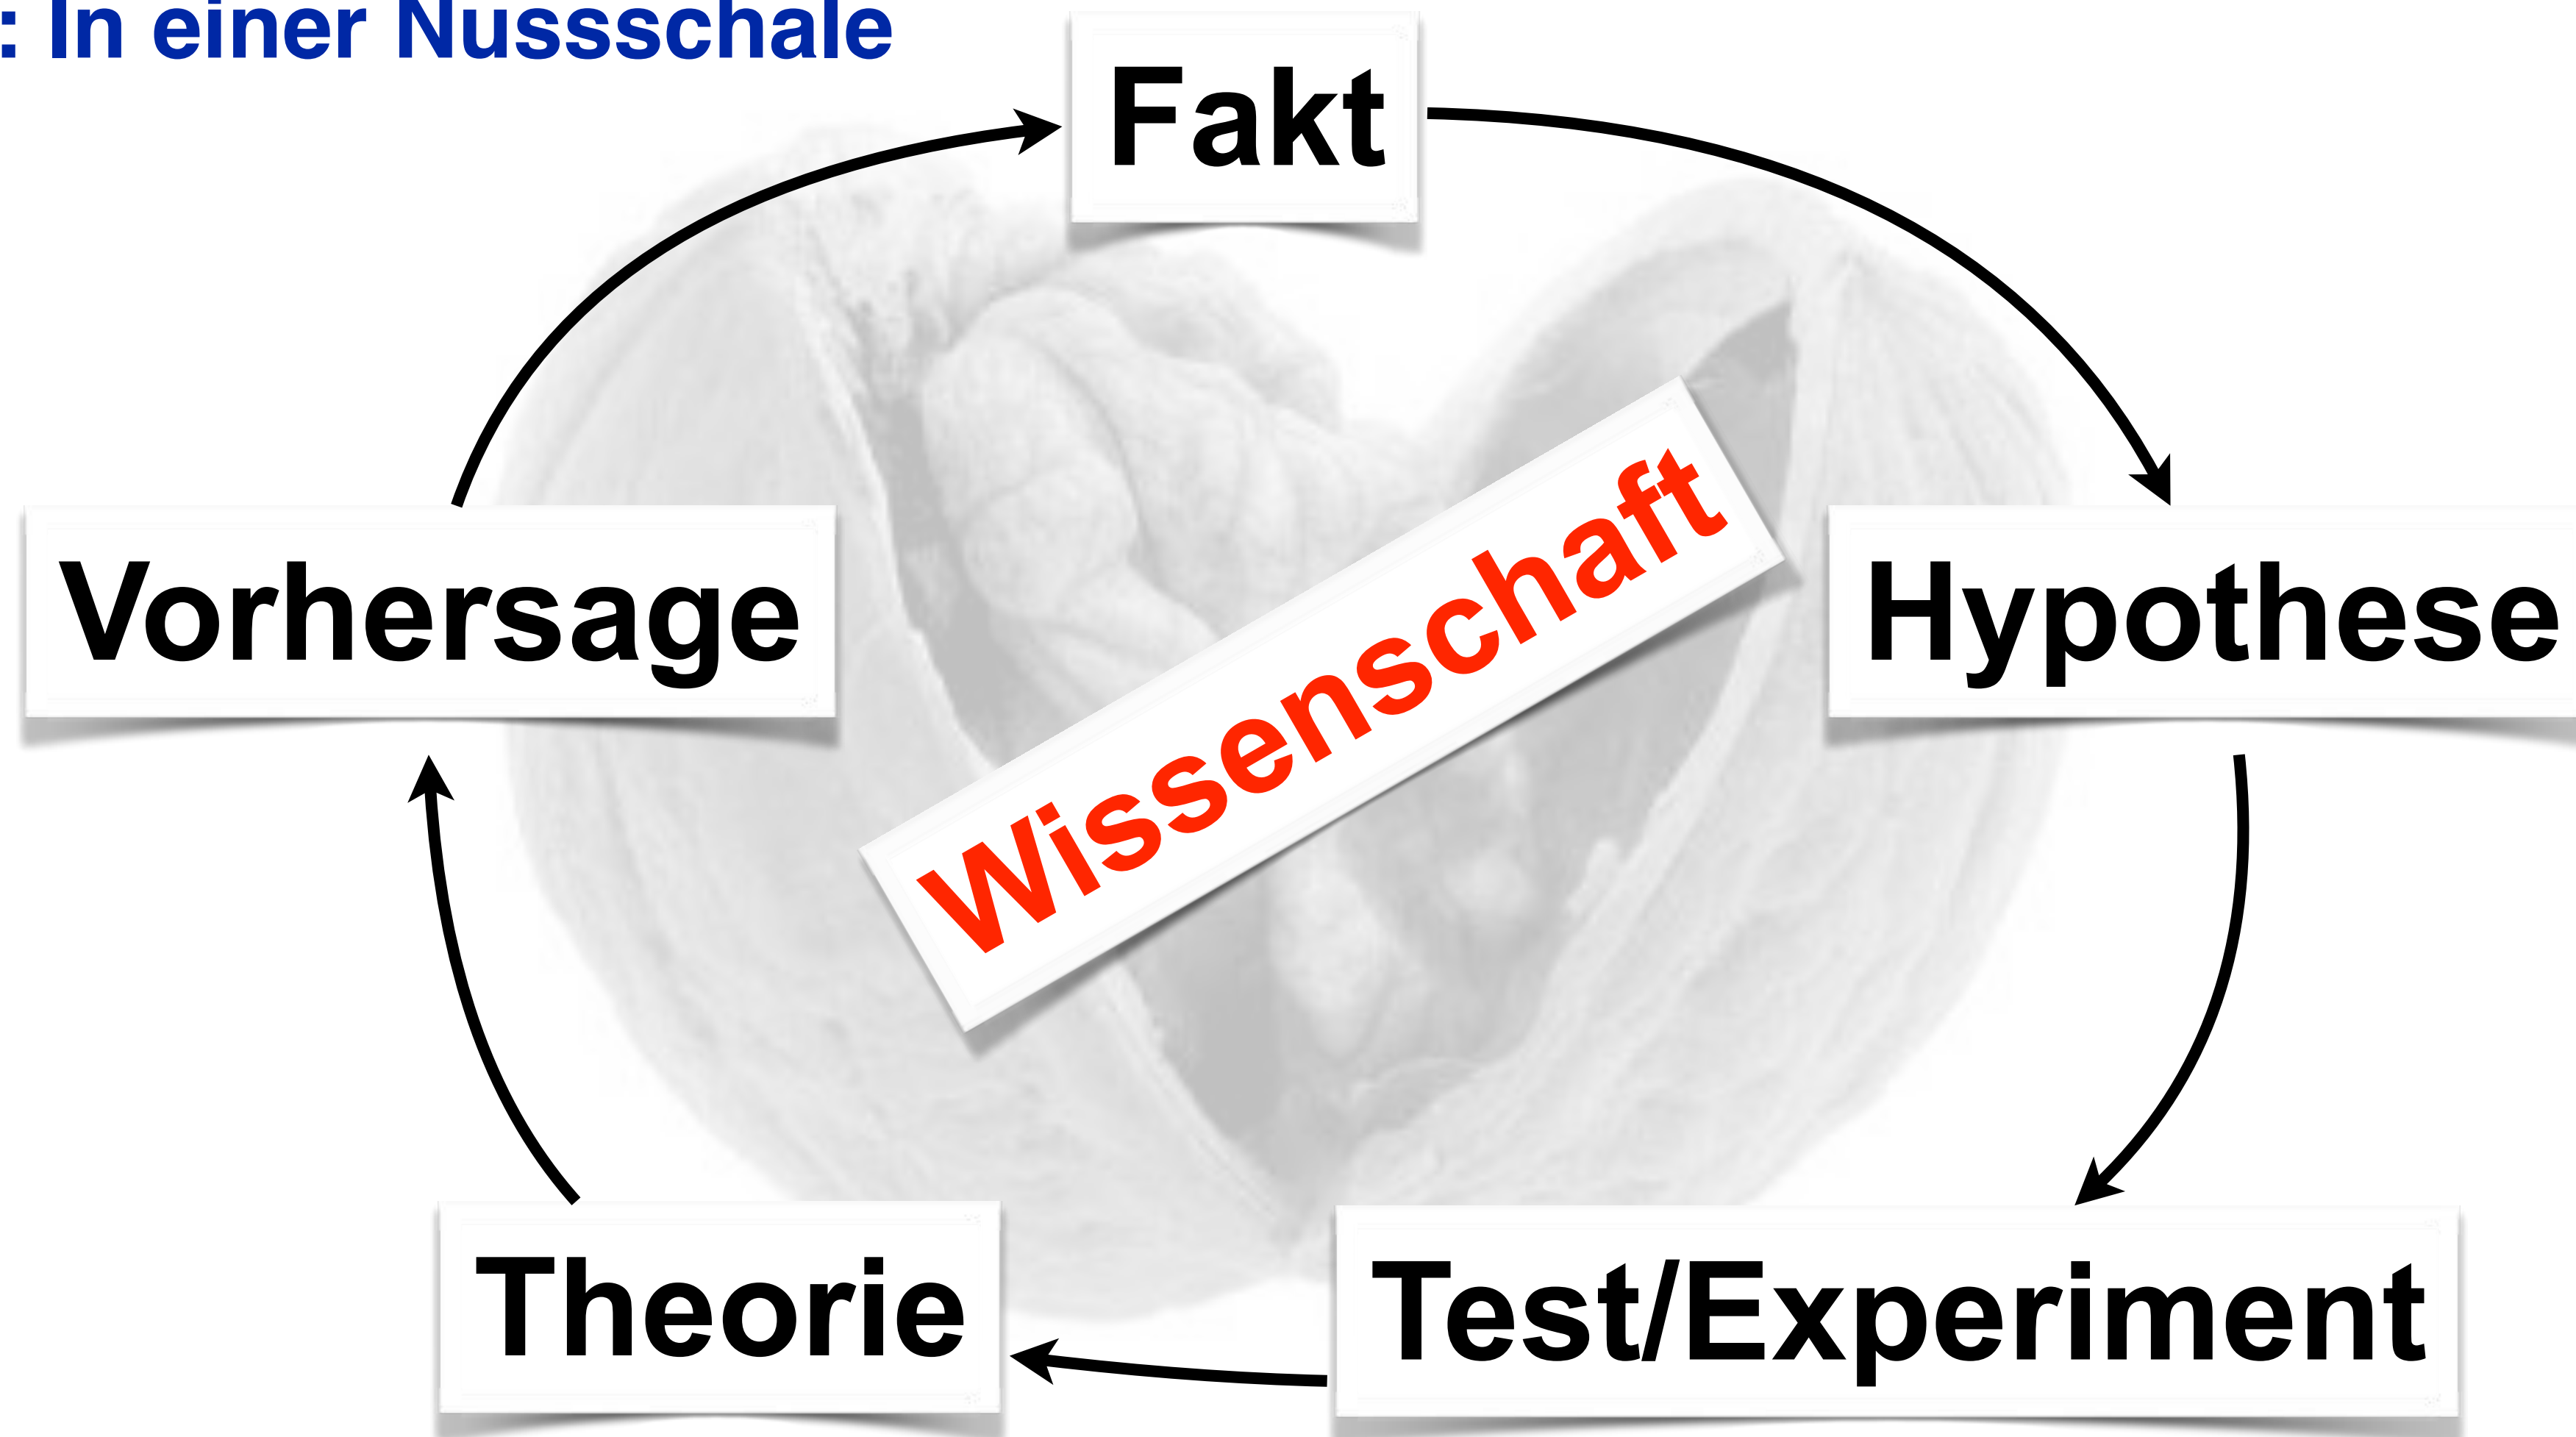 : In einer Nussschale
Fakt
Vorhersage
Wissenschaft
Hypothese
Theorie
Test/Experiment